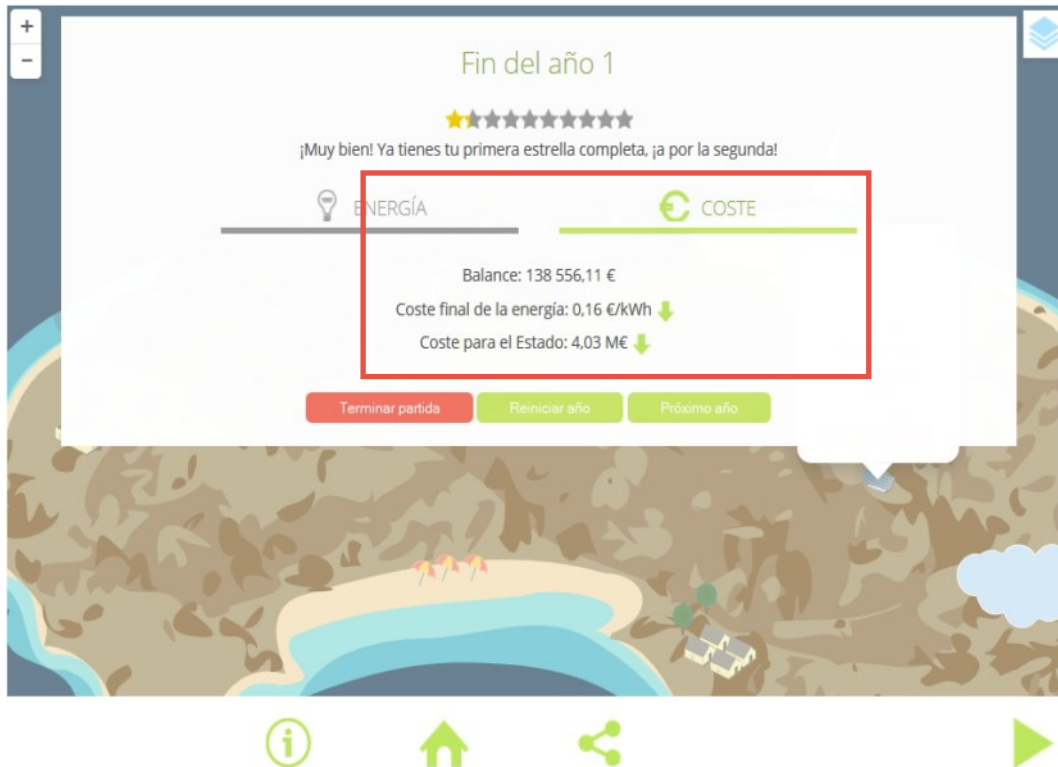 +
-
Fin del año 1
¡Muy bien! Ya tienes tu primera estrella completa, ¡a por la segunda!
ENERGÍA
€ COSTE
Balance: 138 556,11 €
Coste final de la energía: 0,16 €/kWh
Coste para el Estado: 4,03 M€
Terminar partida Reiniciar año Próximo año
i